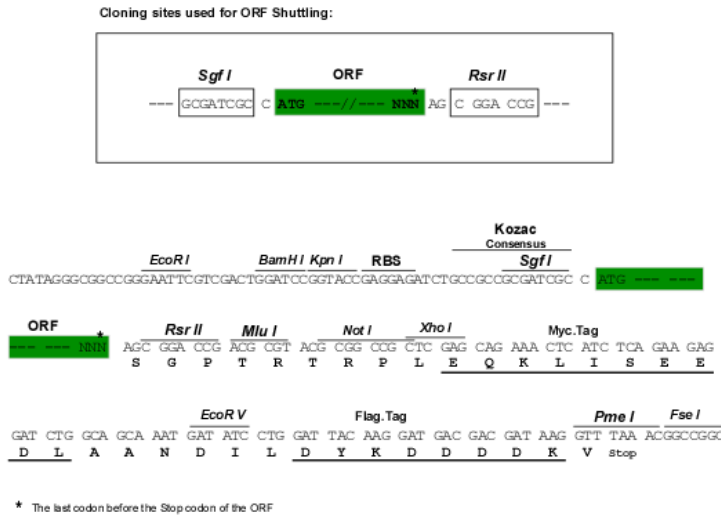 Cloning sites used for ORF Shuttling:
Sgf I ORF Rsr II
*
--- GCGATCGC C ATG ---//--- NNN AG C GGA CCG ---
Kozac
Consensus
EcoR I BamH I Kpn I RBS Sgf I
CTATAGGGCGGCCGGGAATTCGTCGACTGGATCCGGTACCGAGGAGATCTGCCGCCGCGATCGC C ATG --- ---
ORF
* Rsr II Mlu I Not I Xho I Myc.Tag
--- --- NNN AGC GGA CCG ACG CGT ACG CGG CCG CTC GAG CAG AAA CTC ATC TCA GAA GAG
S G P T R T R P L E Q K L I S E E
EcoR V Flag.Tag Pme I Fse I
GAT CTG GCA GCA AAT GAT ATC CTG GAT TAC AAG GAT GAC GAC GAT AAG GTT TAA ACGGCCGGC
D L A A N D I L D Y K D D D D K V Stop
* The last codon before the Stop codon of the ORF